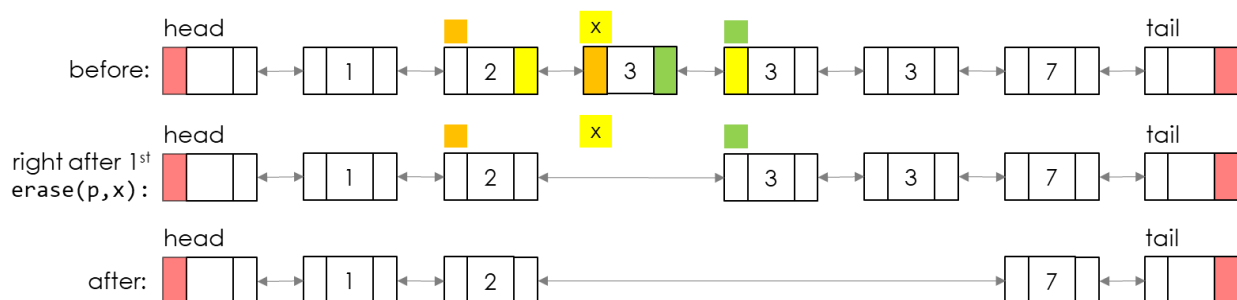 head x tail
before: 1 2 3 3 3 7
head x tail
right after 1st
erase(p,x): 1 2 3 3 7
head tail
after: 1 2 7